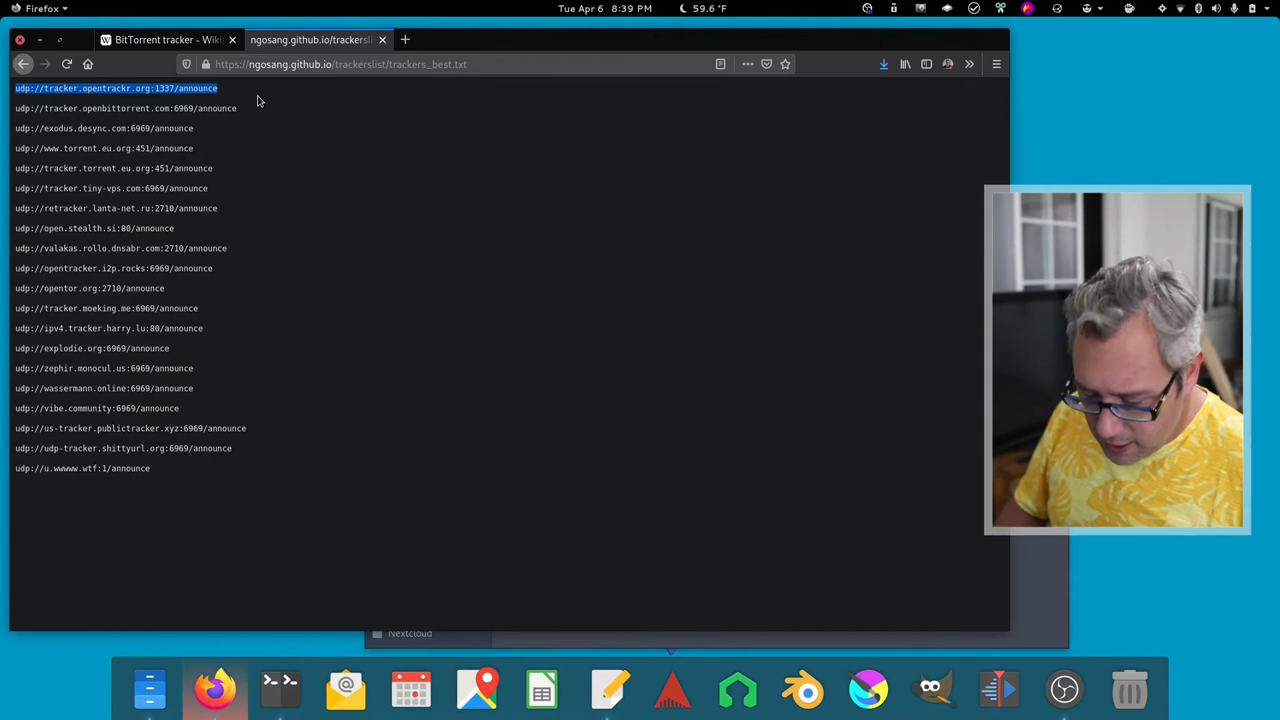 Firefox
Tue Apr 6 8:39 PM
59.6 °F
BitTorrent tracker - Wiki
ngosang.github.io/trackersli
https://ngosang.github.io/trackerslist/trackers_best.txt
udp://tracker.opentrackr.org:1337/announce
udp://tracker.openbittorrent.com:6969/announce
udp://exodus.desync.com:6969/announce
udp://www.torrent.eu.org:451/announce
udp://tracker.torrent.eu.org:451/announce
udp://tracker.tiny-vps.com:6969/announce
udp://retracker.lanta-net.ru:2710/announce
udp://open.stealth.si:80/announce
udp://valakas.rollo.dnsabr.com:2710/announce
udp://opentracker.i2p.rocks:6969/announce
udp://opentor.org:2710/announce
udp://tracker.moeking.me:6969/announce
udp://ipv4.tracker.harry.lu:80/announce
udp://explodie.org:6969/announce
udp://zephir.monocul.us:6969/announce
udp://wassermann.online:6969/announce
udp://vibe.community:6969/announce
udp://us-tracker.publictracker.xyz:6969/announce
udp://udp-tracker.shittyurl.org:6969/announce
udp://u.wwwww.wtf:1/announce
Nextcloud